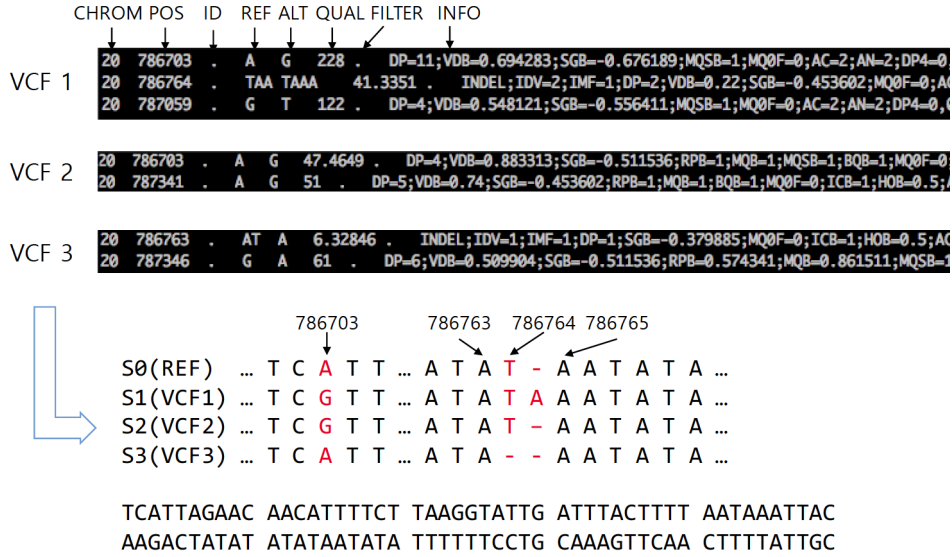 CHROM POS ID REF ALT QUAL FILTER INFO
VCF 1
20 786703 . A G 228 . DP=11;VDB=0.694283;SGB=-0.676189;MQSB=1;MQ0F=0;AC=2;AN=2;DP4=0,
20 786764 . TAA TAAA 41.3351 . INDEL;IDV=2;IMF=1;DP=2;VDB=0.22;SGB=-0.453602;MQ0F=0;AC
20 787059 . G T 122 . DP=4;VDB=0.548121;SGB=-0.556411;MQSB=1;MQ0F=0;AC=2;AN=2;DP4=0,0
VCF 2
20 786703 . A G 47.4649 . DP=4;VDB=0.883313;SGB=-0.511536;RPB=1;MQB=1;MQSB=1;BQB=1;MQ0F=0;
20 787341 . A G 51 . DP=5;VDB=0.74;SGB=-0.453602;RPB=1;MQB=1;BQB=1;MQ0F=0;ICB=1;HOB=0.5;
VCF 3
20 786763 . AT A 6.32846 . INDEL;IDV=1;IMF=1;DP=1;SGB=-0.379885;MQ0F=0;ICB=1;HOB=0.5;AC
20 787346 . G A 61 . DP=6;VDB=0.509904;SGB=-0.511536;RPB=0.574341;MQB=0.861511;MQSB=1
786703 786763 786764 786765
S0(REF) … T C A T T … A T A T - A A T A T A …
S1(VCF1) … T C G T T … A T A T A A A T A T A …
S2(VCF2) … T C G T T … A T A T - A A T A T A …
S3(VCF3) … T C A T T … A T A - - A A T A T A …
TCATTAGAAC AACATTTTCT TAAGGTATTG ATTTACTTTT AATAAATTAC
AAGACTATAT ATATAATATA TTTTTTCCTG CAAAGTTCAA CTTTTATTGC